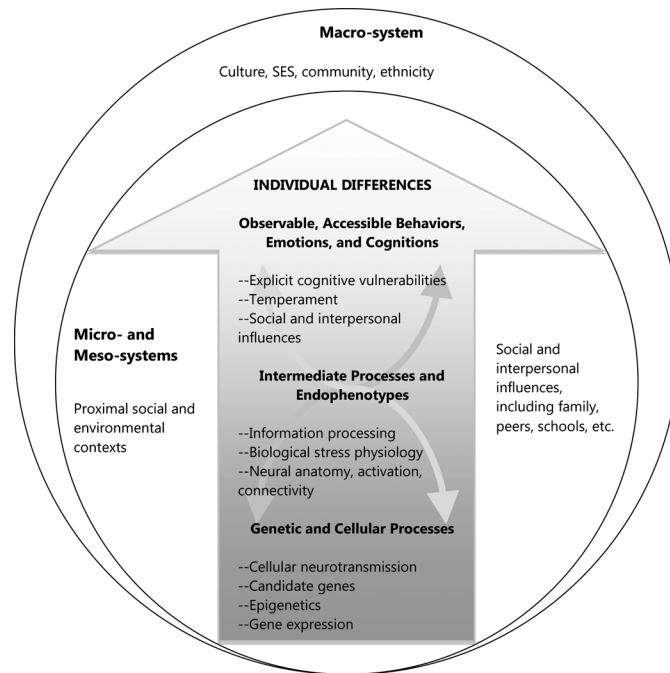 Macro-system
Culture, SES, community, ethnicity
INDIVIDUAL DIFFERENCES
Observable, Accessible Behaviors,
Emotions, and Cognitions
--Explicit cognitive vulnerabilities
--Temperament
--Social and interpersonal
influences
Micro- and
Meso-systems
Proximal social and
environmental
contexts
Intermediate Processes and
Endophenotypes
--Information processing
--Biological stress physiology
--Neural anatomy, activation,
connectivity
Genetic and Cellular Processes
--Cellular neurotransmission
--Candidate genes
--Epigenetics
--Gene expression
Social and
interpersonal
influences,
including family,
peers, schools, etc.